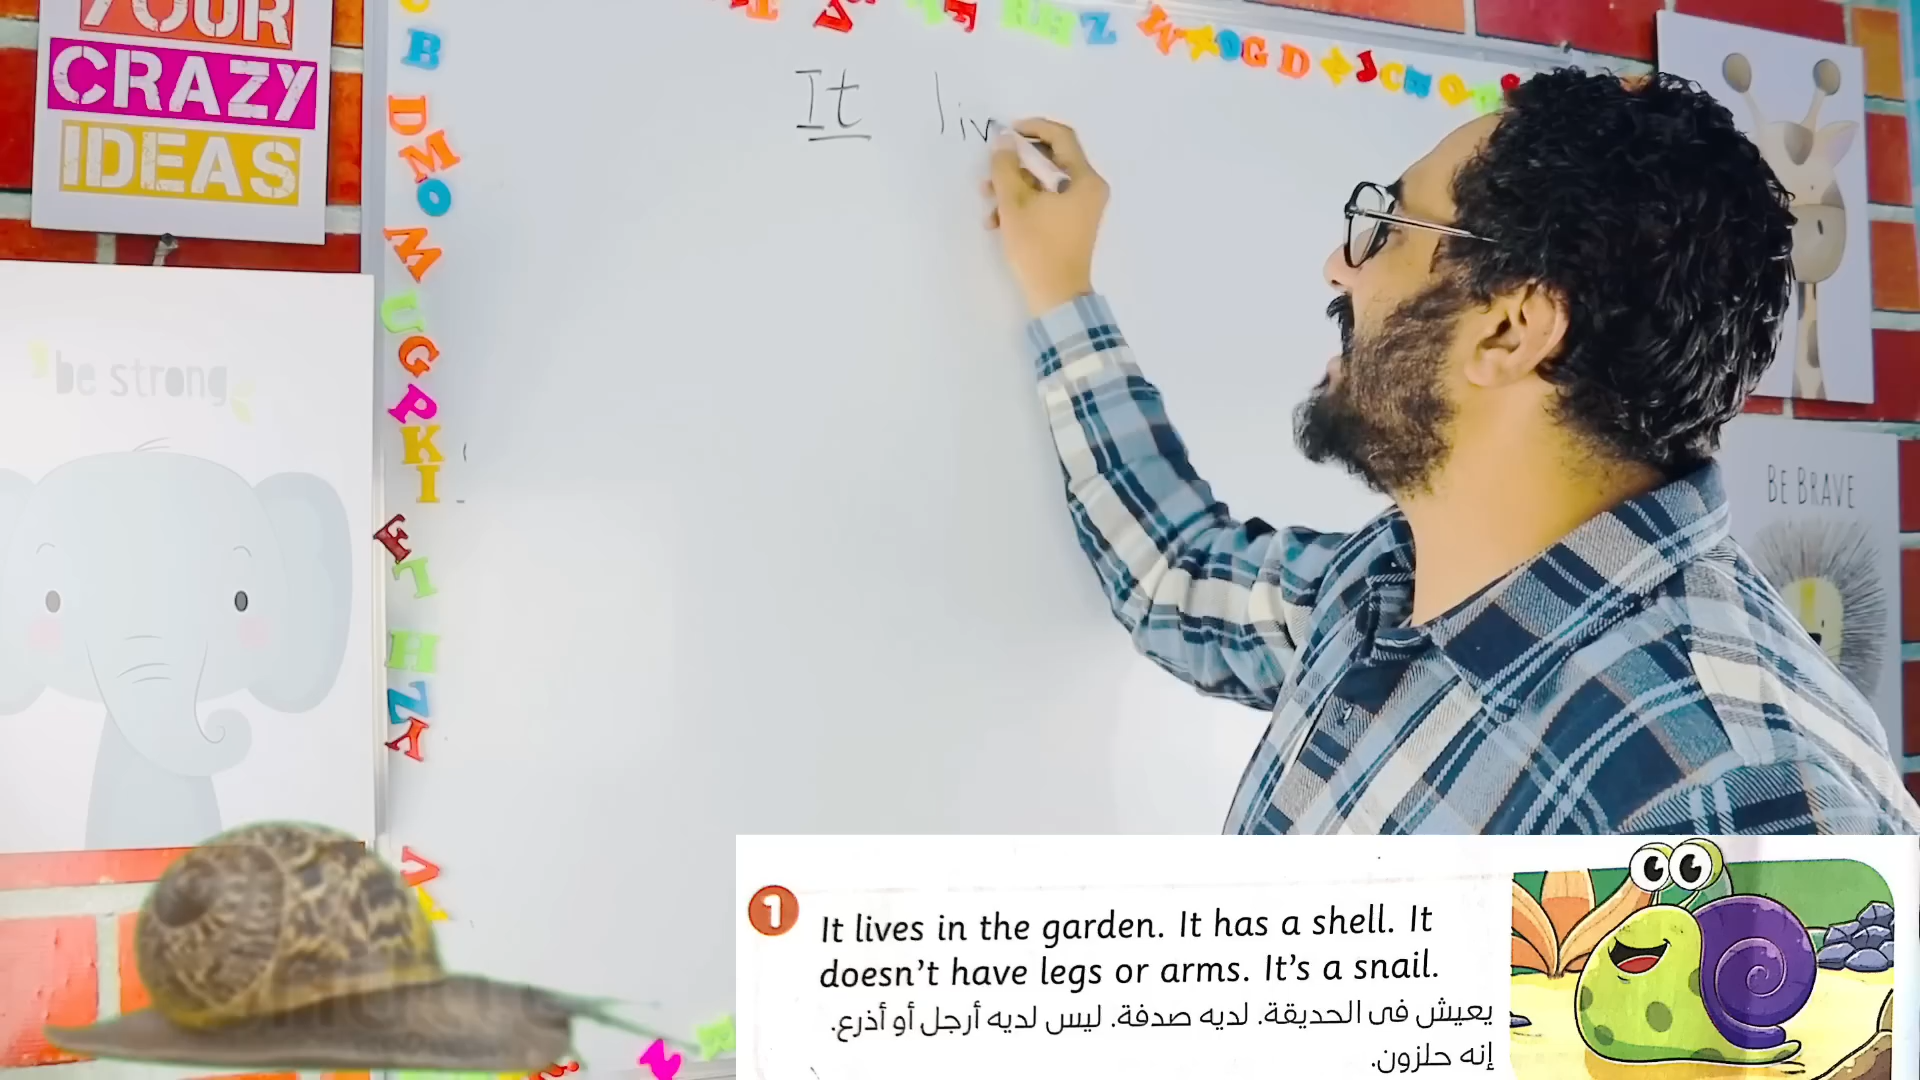 YOUR
CRAZY
IDEAS
be strong
It liv
BE BRAVE
1
It lives in the garden. It has a shell. It
doesn't have legs or arms. It's a snail.
يعيش فى الحديقة. لديه صدفة. ليس لديه أرجل أو أذرع.
إنه حلزون.